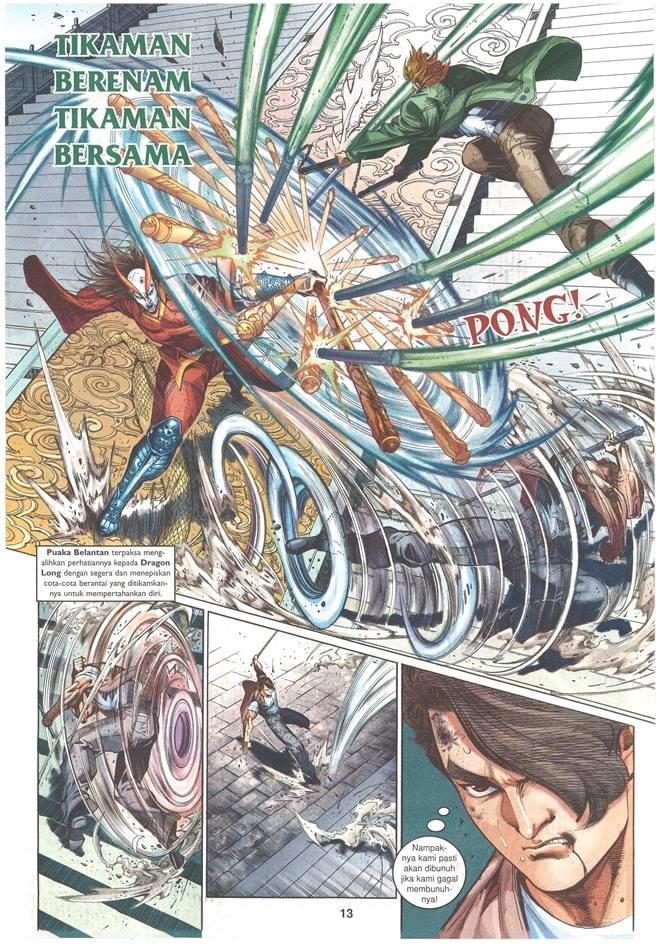 TIKAMAN
BERENAM
TIKAMAN
BERSAMA
PONG!
Puaka Belantan terpaksa meng-
alihkan perhatiannya kepada Dragon
Long dengan segera dan menepiskan
cota-cota berantai yang ditikamkan-
nya untuk mempertahankan diri.
Nampak-
nya kami pasti
akan dibunuh
jika kami gagal
membunuh-
nya!
13